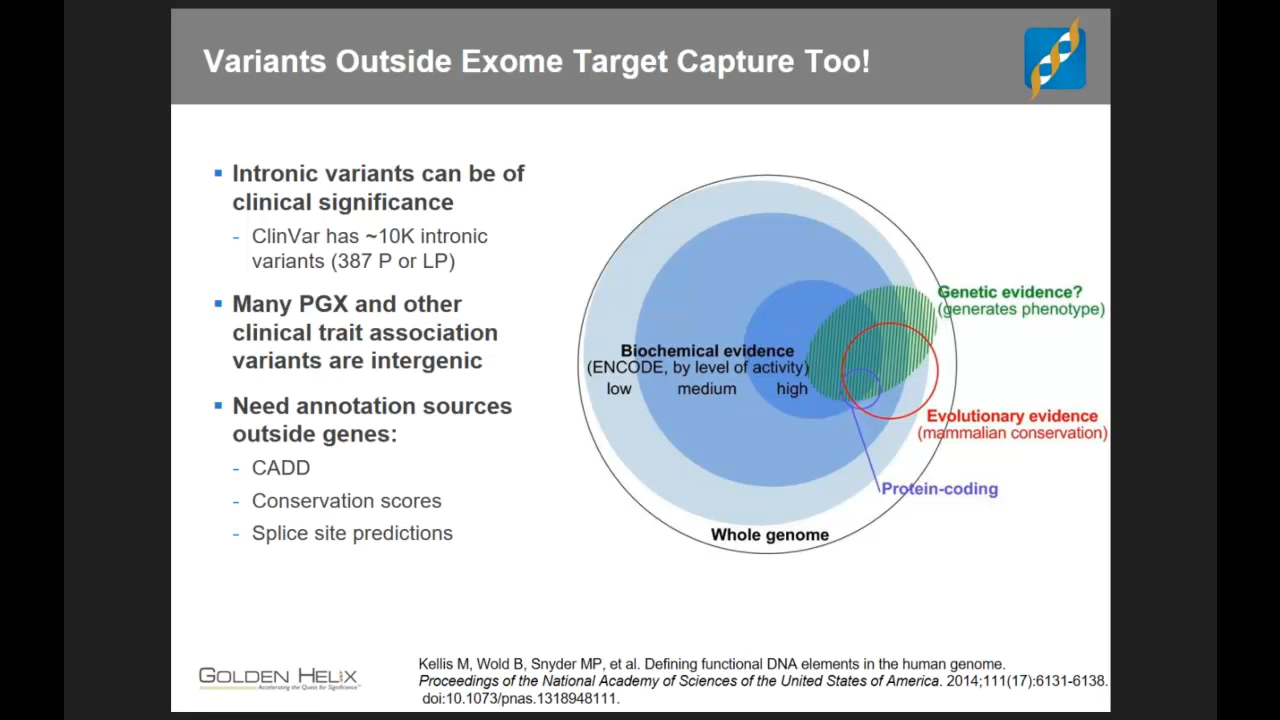 Variants Outside Exome Target Capture Too!
▪ Intronic variants can be of
clinical significance
- ClinVar has ~10K intronic
variants (387 P or LP)
▪ Many PGX and other
clinical trait association
variants are intergenic
▪ Need annotation sources
outside genes:
- CADD
- Conservation scores
- Splice site predictions
Genetic evidence?
(generates phenotype)
Biochemical evidence
(ENCODE, by level of activity)
low medium high
Evolutionary evidence
(mammalian conservation)
Protein-coding
Whole genome
GOLDEN HELIX
Accelerating the Quest for Significance™
Kellis M, Wold B, Snyder MP, et al. Defining functional DNA elements in the human genome.
Proceedings of the National Academy of Sciences of the United States of America. 2014;111(17):6131-6138.
doi:10.1073/pnas.1318948111.